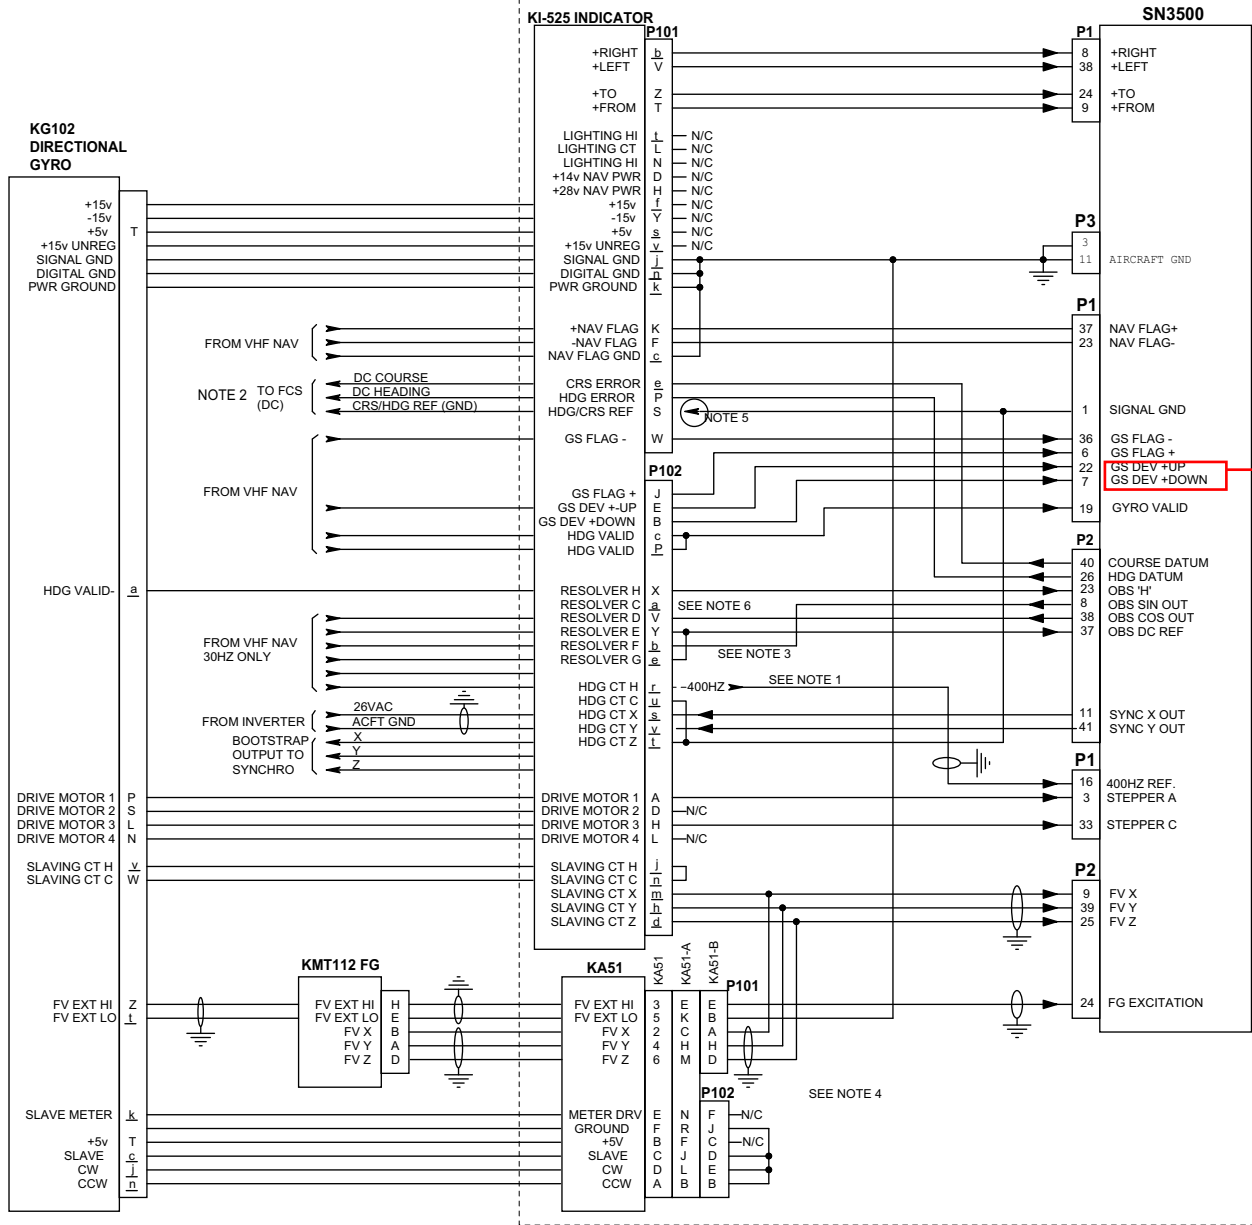 SN3500
KI-525 INDICATOR
P101
P1
+RIGHT b 8 +RIGHT
+LEFT V 38 +LEFT
+TO Z 24 +TO
+FROM T 9 +FROM
KG102
DIRECTIONAL
GYRO
LIGHTING HI t N/C
LIGHTING CT L N/C
LIGHTING HI N N/C
+14v NAV PWR D N/C
+28v NAV PWR H N/C
+15v +15v f N/C
-15v -15v Y N/C
+5v T +5v s N/C
+15v UNREG +15v UNREG v N/C
P3
3
SIGNAL GND SIGNAL GND j 11 AIRCRAFT GND
DIGITAL GND DIGITAL GND n
PWR GROUND PWR GROUND k
P1
+NAV FLAG K 37 NAV FLAG+
FROM VHF NAV -NAV FLAG F 23 NAV FLAG-
NAV FLAG GND c
NOTE 2 TO FCS
(DC)
DC COURSE CRS ERROR e
DC HEADING HDG ERROR P
CRS/HDG REF (GND) HDG/CRS REF S NOTE 5 1 SIGNAL GND
GS FLAG - W 36 GS FLAG -
6 GS FLAG +
P102 22 GS DEV +UP
7 GS DEV +DOWN
FROM VHF NAV
GS FLAG + J
GS DEV +-UP E 19 GYRO VALID
GS DEV +DOWN B
HDG VALID c
HDG VALID P
P2
40 COURSE DATUM
26 HDG DATUM
HDG VALID- a RESOLVER H X 23 OBS 'H'
RESOLVER C a SEE NOTE 6 8 OBS SIN OUT
RESOLVER D V 38 OBS COS OUT
RESOLVER E Y 37 OBS DC REF
FROM VHF NAV
30HZ ONLY
RESOLVER F b SEE NOTE 3
RESOLVER G e
HDG CT H r ~400HZ SEE NOTE 1
HDG CT C u
FROM INVERTER
26VAC HDG CT X s 11 SYNC X OUT
ACFT GND HDG CT Y v 41 SYNC Y OUT
BOOTSTRAP X HDG CT Z t
OUTPUT TO Y
SYNCHRO Z
P1
16 400HZ REF.
DRIVE MOTOR 1 P DRIVE MOTOR 1 A 3 STEPPER A
DRIVE MOTOR 2 S DRIVE MOTOR 2 D N/C
DRIVE MOTOR 3 L DRIVE MOTOR 3 H 33 STEPPER C
DRIVE MOTOR 4 N DRIVE MOTOR 4 L N/C
SLAVING CT H v SLAVING CT H j
SLAVING CT C W SLAVING CT C n
P2
SLAVING CT X m 9 FV X
SLAVING CT Y h 39 FV Y
SLAVING CT Z d 25 FV Z
KMT112 FG
KA51
KA51 KA51-A KA51-B
P101
FV EXT HI Z FV EXT HI H FV EXT HI 3 E E 24 FG EXCITATION
FV EXT LO t FV EXT LO E FV EXT LO 5 K B
FV X B FV X 2 C A
FV Y A FV Y 4 H H
FV Z D FV Z 6 M D
P102
SEE NOTE 4
SLAVE METER k METER DRV E N F N/C
GROUND F R J
+5v T +5V B F C N/C
SLAVE c SLAVE C J D
CW j CW D L E
CCW n CCW A B B